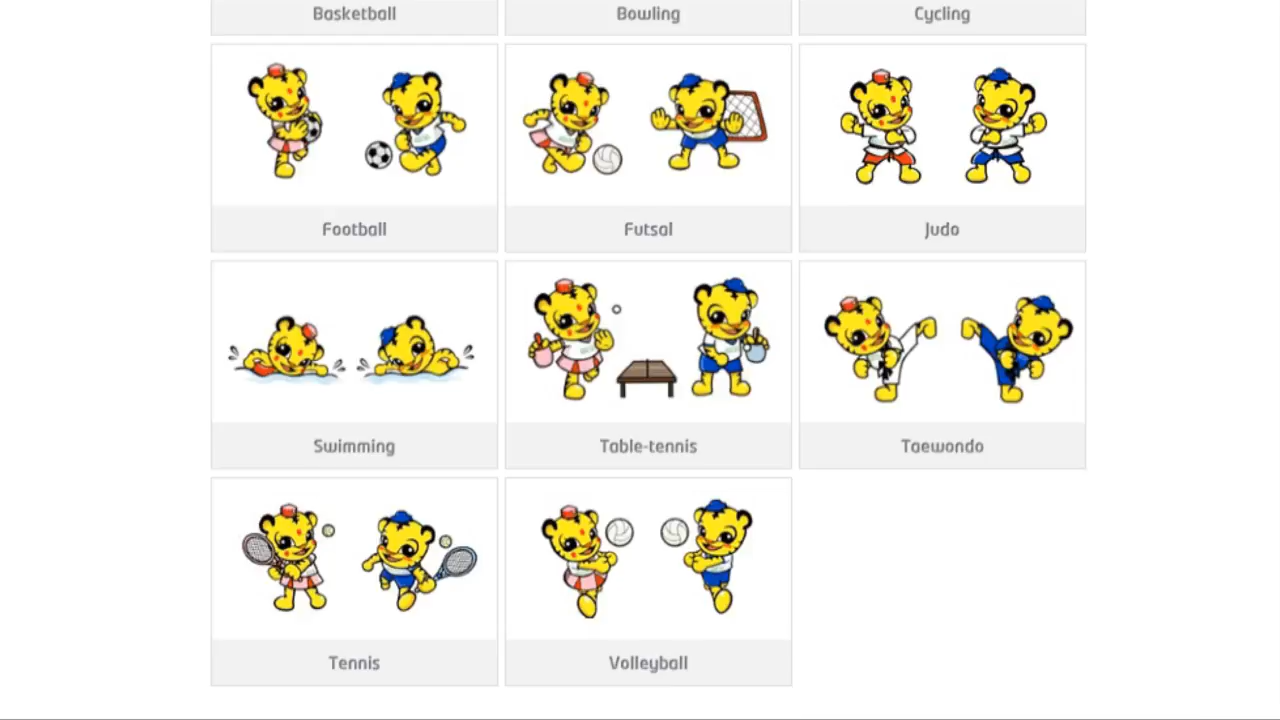 Basketball
Bowling
Cycling
Football
Futsal
Judo
Swimming
Table-tennis
Taewondo
Tennis
Volleyball